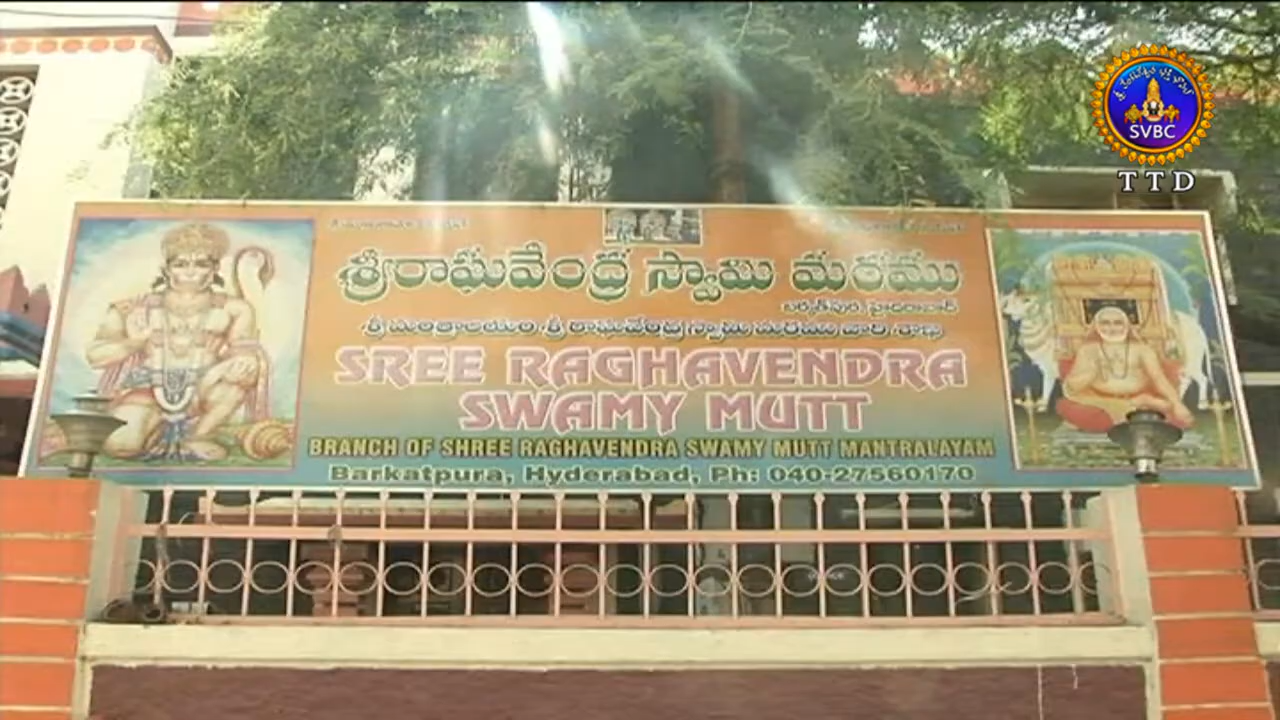 SVBC
TTD
శ్రీరాఘవేంద్ర స్వామి మఠము
బర్కత్‌పుర, హైదరాబాద్
శ్రీ మంత్రాలయం శ్రీ రాఘవేంద్ర స్వామి మఠము వారి శాఖ
SREE RAGHAVENDRA
SWAMY MUTT
BRANCH OF SHREE RAGHAVENDRA SWAMY MUTT MANTRALAYAM
Barkatpura, Hyderabad, Ph: 040-27560170